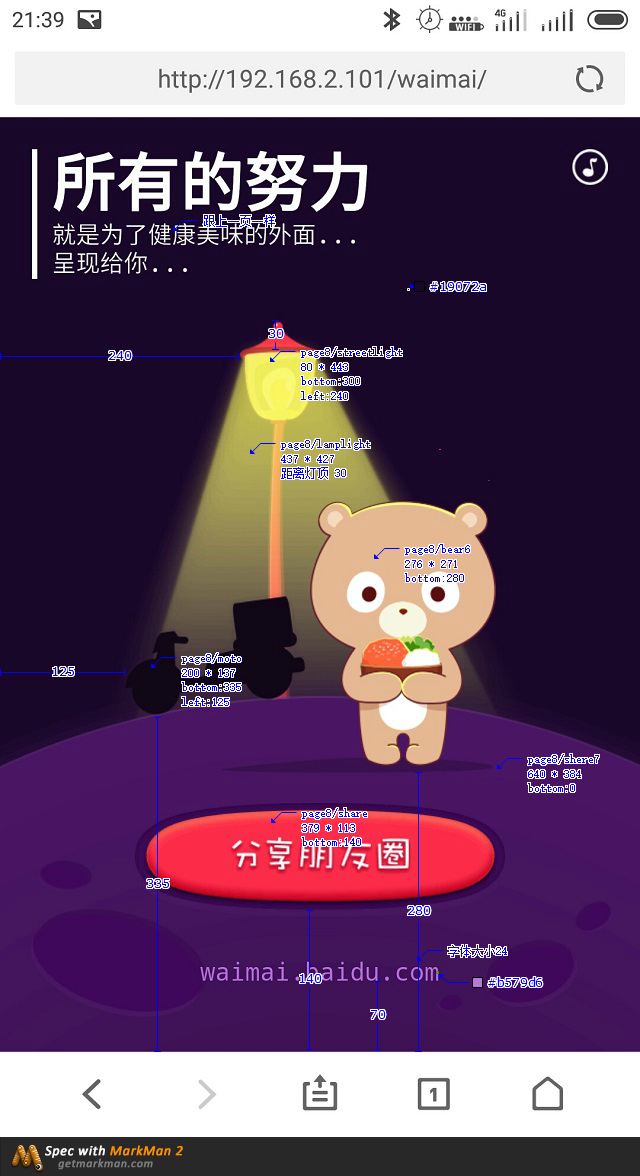 21:39
4G
WIFI
http://192.168.2.101/waimai/
所有的努力
跟上一页一样
就是为了健康美味的外面...
呈现给你...
#19072a
30
240
page8/streetlight
80 * 443
bottom:300
left:240
page8/lamplight
437 * 427
距离灯顶 30
page8/bear6
276 * 271
bottom:280
125
page8/moto
200 * 137
bottom:335
left:125
page8/shere7
640 * 384
bottom:0
page8/share
379 * 113
bottom:140
分享朋友圈
335
280
字体大小24
waimai.baidu.com
140
#b579d6
70
1
Spec with MarkMan 2
getmarkman.com